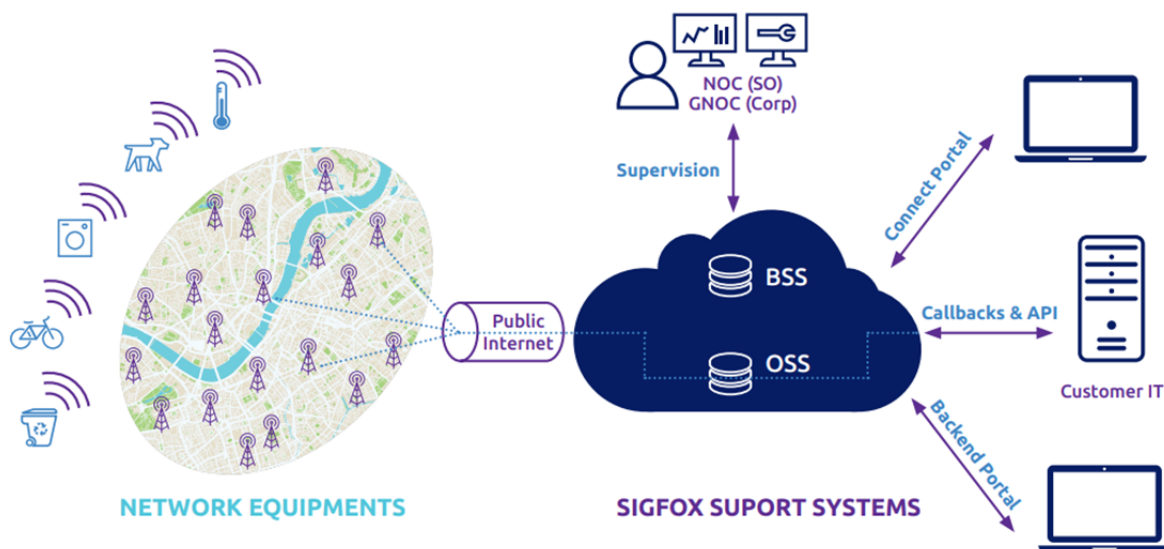 NOC (SO)
GNOC (Corp)
Supervision
Connect Portal
BSS
Public
Internet
Callbacks & API
OSS
Customer IT
Backend Portal
NETWORK EQUIPMENTS
SIGFOX SUPORT SYSTEMS